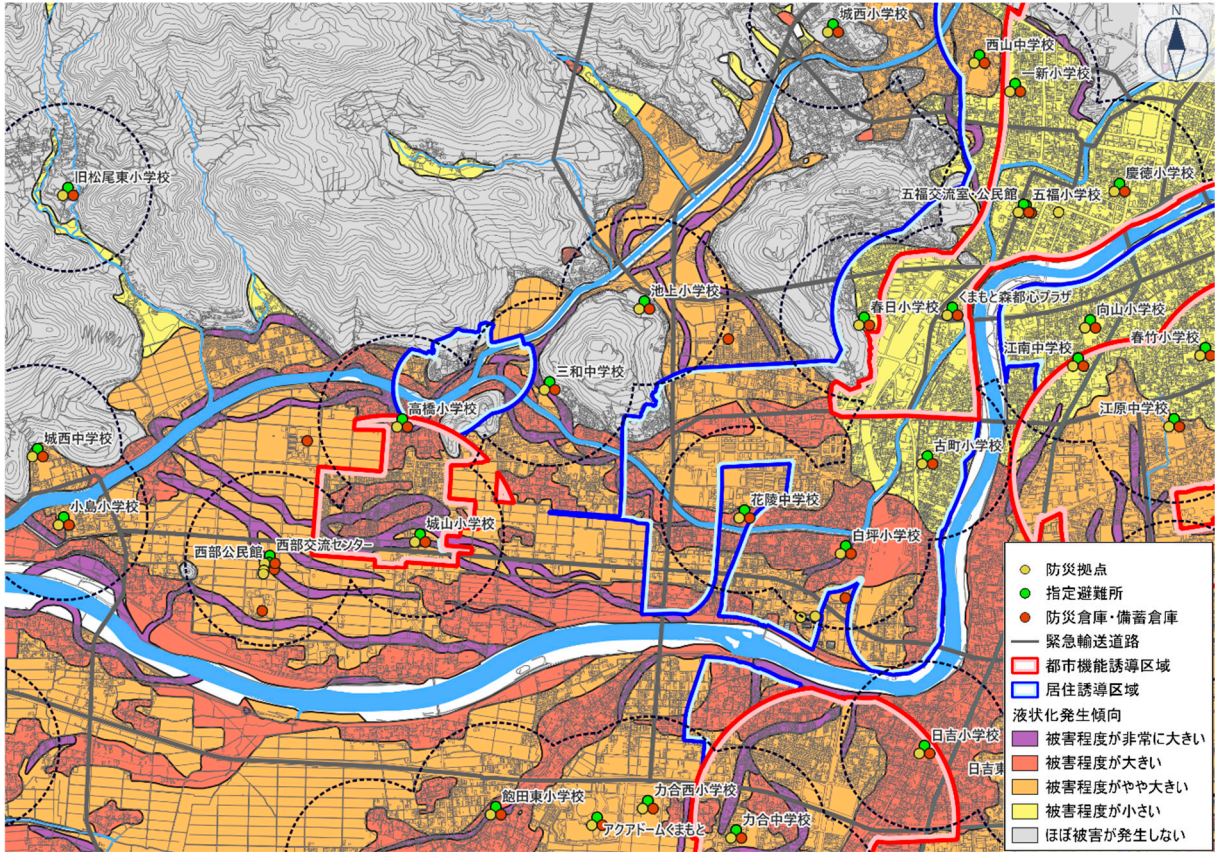 N
城西小学校
西山中学校
一新小学校
旧松尾東小学校
慶徳小学校
五福交流室・公民館
五福小学校
池上小学校
春日小学校
くまもと森都心プラザ
向山小学校
江南中学校
春竹小学校
三和中学校
高橋小学校
江原中学校
城西中学校
古町小学校
花陵中学校
小島小学校
城山小学校
白坪小学校
西部公民館
西部交流センター
日吉小学校
日吉東
飽田東小学校
力合西小学校
アクアドームくまもと
力合中学校
防災拠点
指定避難所
防災倉庫・備蓄倉庫
緊急輸送道路
都市機能誘導区域
居住誘導区域
液状化発生傾向
被害程度が非常に大きい
被害程度が大きい
被害程度がやや大きい
被害程度が小さい
ほぼ被害が発生しない